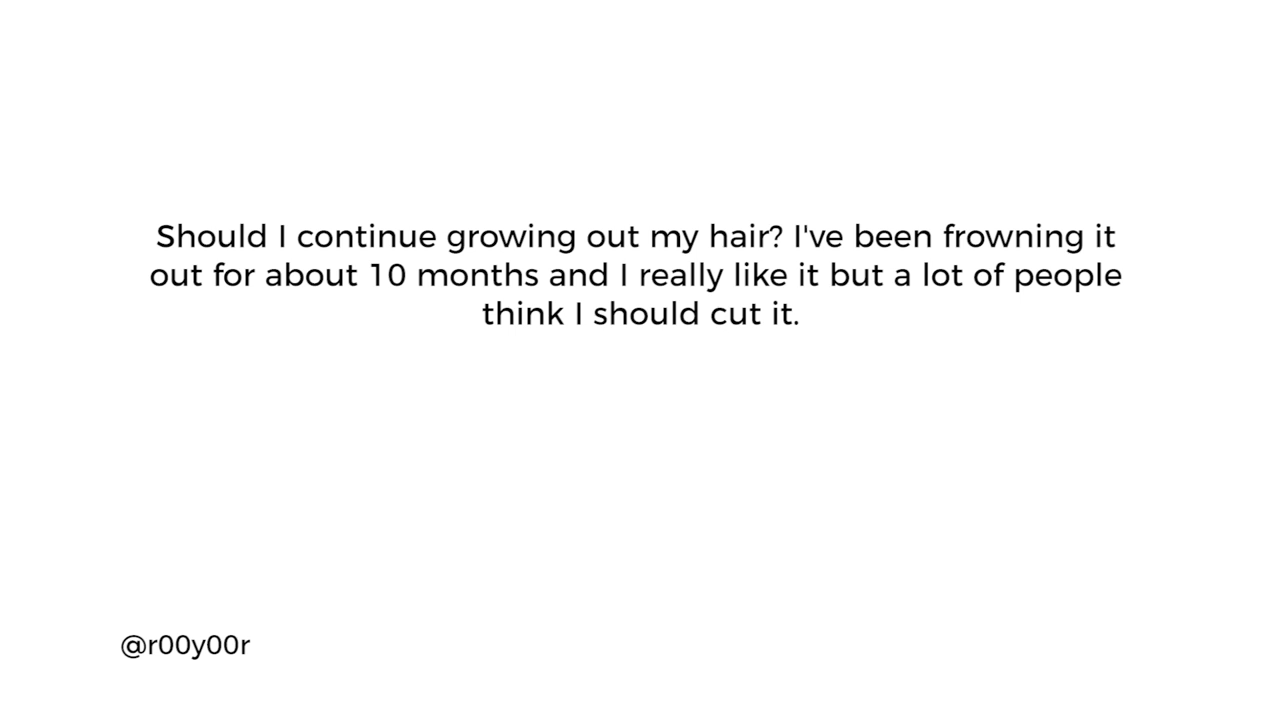 Should I continue growing out my hair? I've been frowning it
out for about 10 months and I really like it but a lot of people
think I should cut it.
@r00y00r